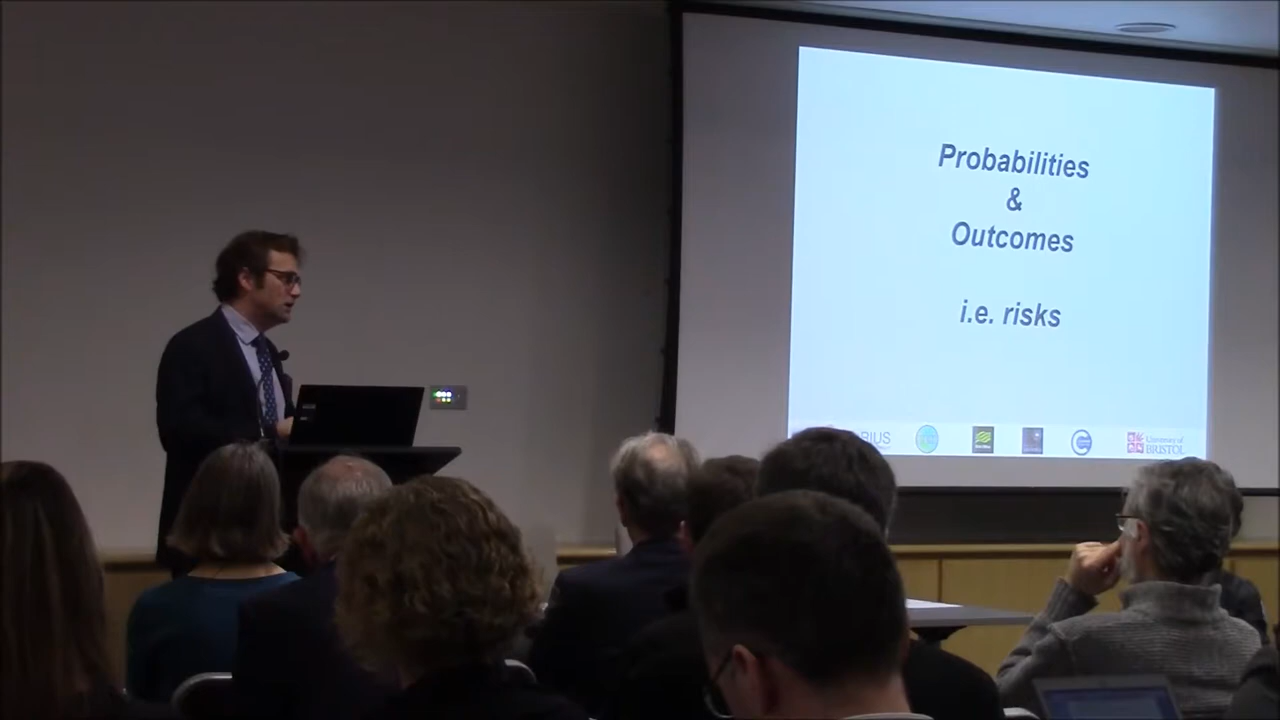 Probabilities
&
Outcomes
i.e. risks
University of
BRISTOL